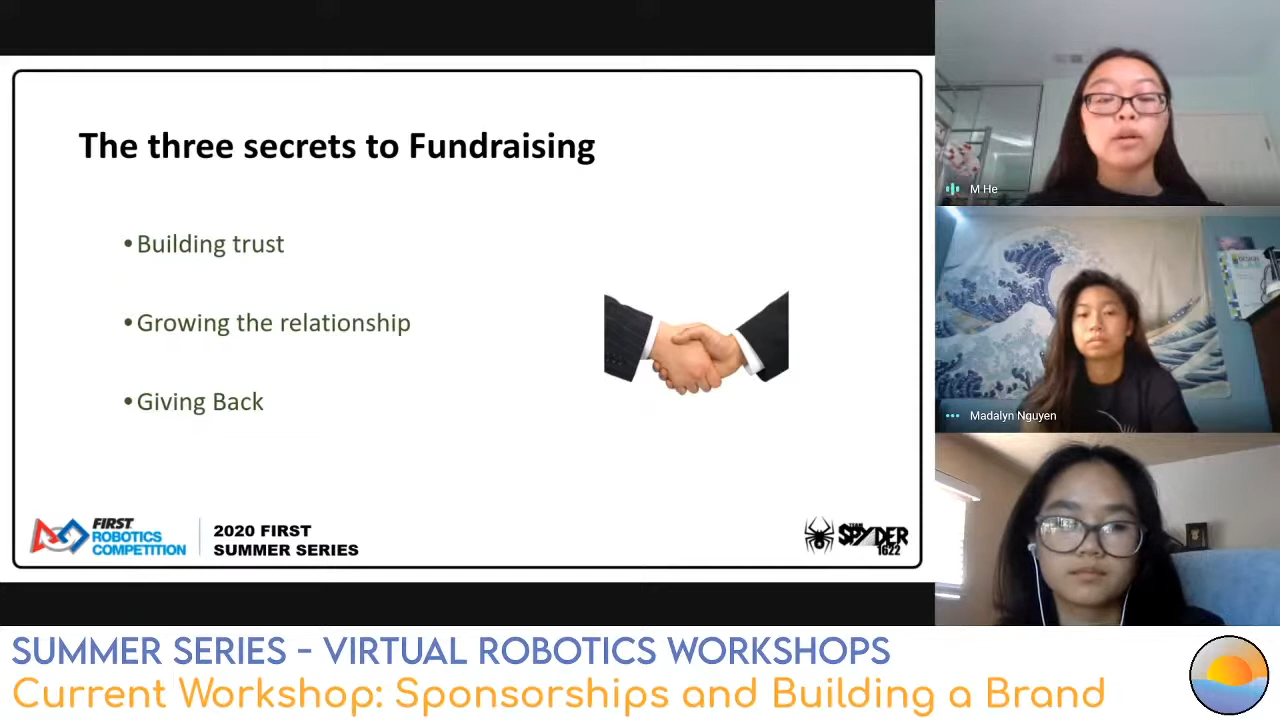 The three secrets to Fundraising
•Building trust
•Growing the relationship
•Giving Back
FIRST
ROBOTICS
COMPETITION
2020 FIRST
SUMMER SERIES
TEAM
SPYDER
1622
M He
Madalyn Nguyen
SUMMER SERIES - VIRTUAL ROBOTICS WORKSHOPS
Current Workshop: Sponsorships and Building a Brand